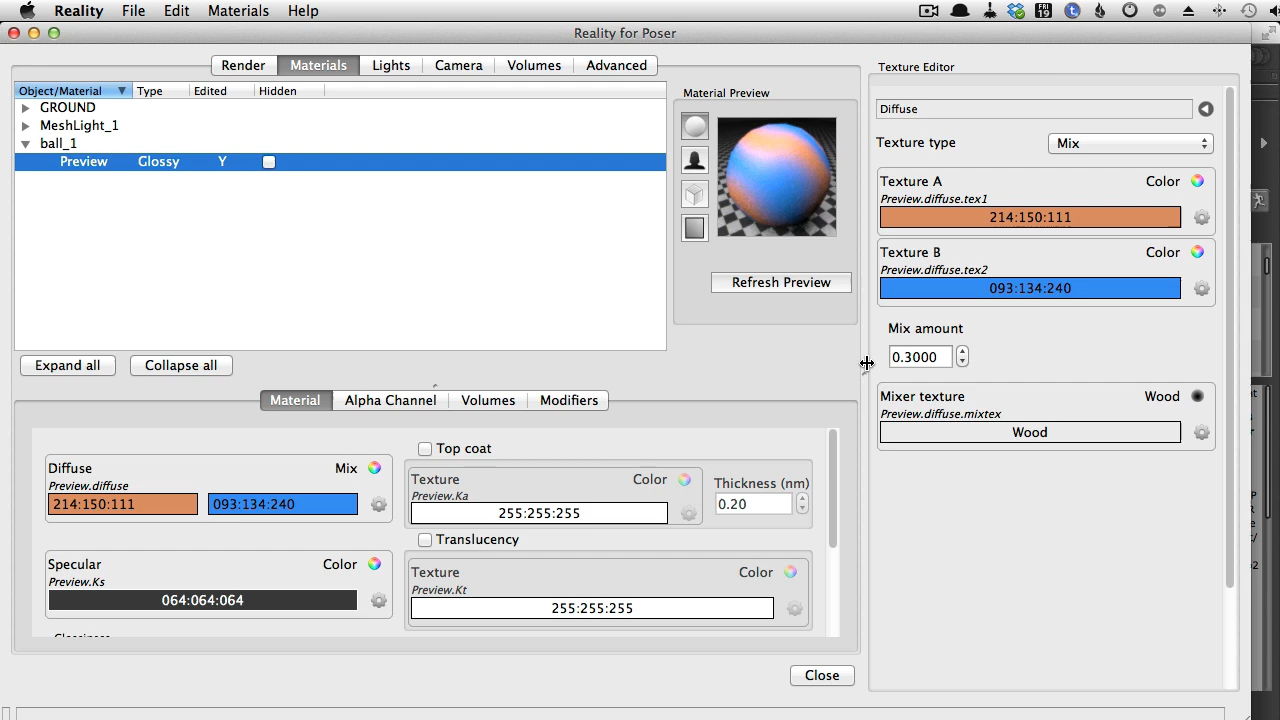 Reality File Edit Materials Help
FRI
19
Reality for Poser
Render Materials Lights Camera Volumes Advanced
Object/Material Type Edited Hidden
GROUND
MeshLight_1
ball_1
Preview Glossy Y
Material Preview
Refresh Preview
Expand all Collapse all
Material Alpha Channel Volumes Modifiers
Diffuse Mix
Preview.diffuse
214:150:111 093:134:240
Specular Color
Preview.Ks
064:064:064
Glossiness
Top coat
Texture Color
Preview.Ka
255:255:255
Thickness (nm)
0.20
Translucency
Texture Color
Preview.Kt
255:255:255
Close
Texture Editor
Diffuse
Texture type Mix
Texture A Color
Preview.diffuse.tex1
214:150:111
Texture B Color
Preview.diffuse.tex2
093:134:240
Mix amount
0.3000
Mixer texture Wood
Preview.diffuse.mixtex
Wood